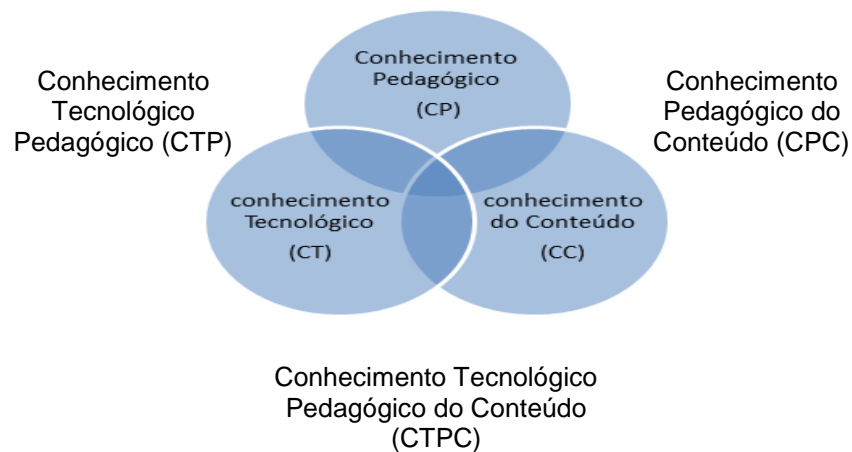 Conhecimento
Pedagógico
(CP)
Conhecimento
Tecnológico
Pedagógico (CTP)
Conhecimento
Pedagógico do
Conteúdo (CPC)
conhecimento
Tecnológico
(CT)
conhecimento
do Conteúdo
(CC)
Conhecimento Tecnológico
Pedagógico do Conteúdo
(CTPC)